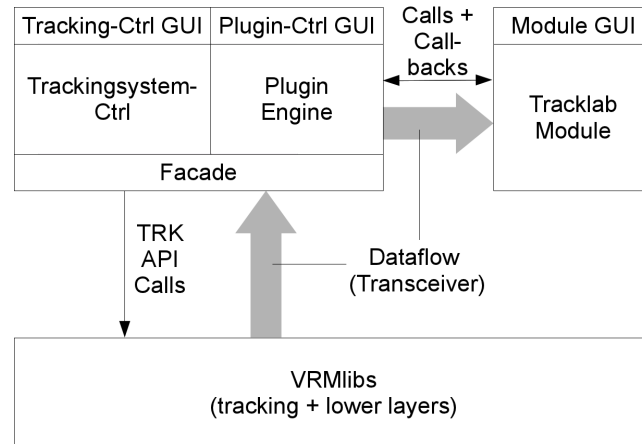 Tracking-Ctrl GUI
Plugin-Ctrl GUI
Calls +
Call-
backs
Module GUI
Trackingsystem-
Ctrl
Plugin
Engine
Tracklab
Module
Facade
TRK
API
Calls
Dataflow
(Transceiver)
VRMlibs
(tracking + lower layers)